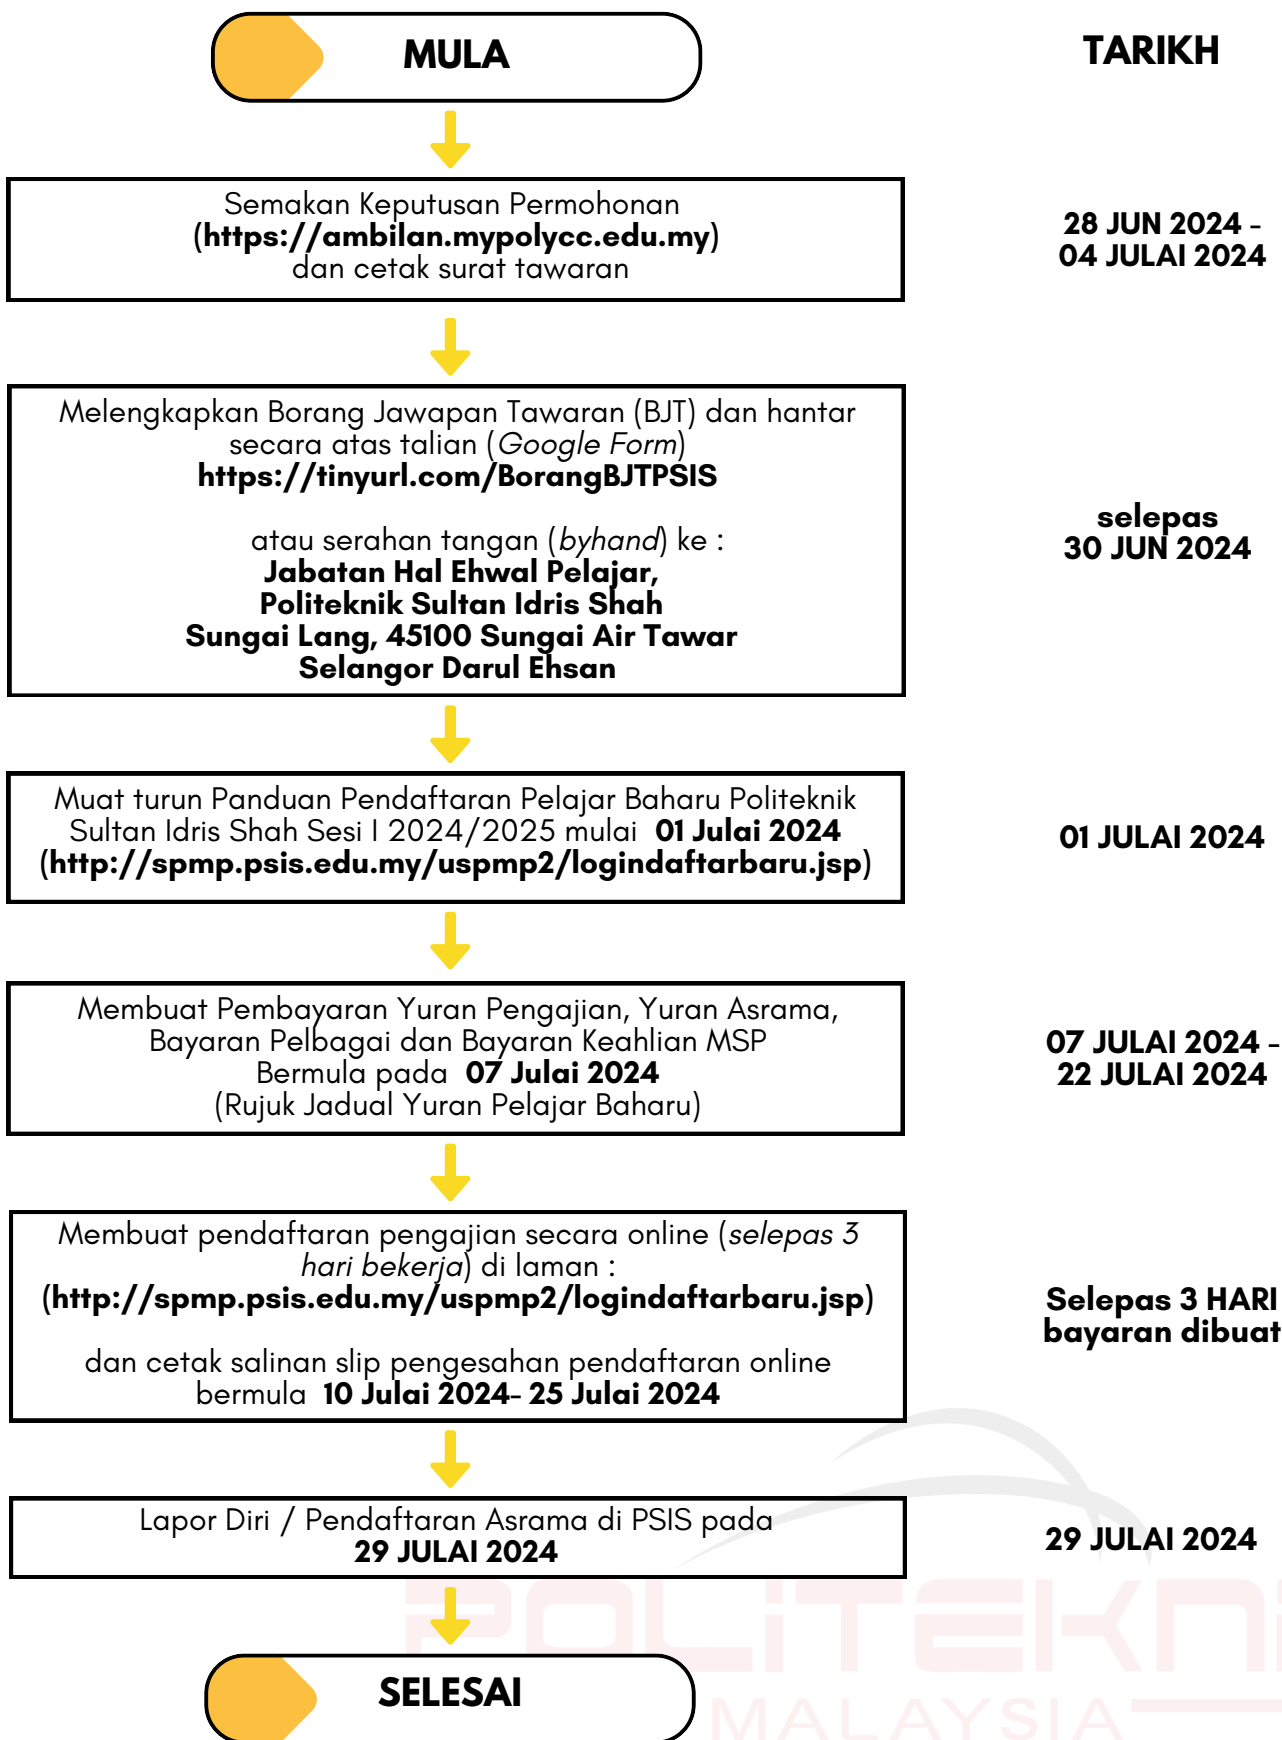 MULA
TARIKH
Semakan Keputusan Permohonan
(https://ambilan.mypolycc.edu.my)
dan cetak surat tawaran
28 JUN 2024 -
04 JULAI 2024
Melengkapkan Borang Jawapan Tawaran (BJT) dan hantar
secara atas talian (Google Form)
https://tinyurl.com/BorangBJTPSIS
atau serahan tangan (byhand) ke :
Jabatan Hal Ehwal Pelajar,
Politeknik Sultan Idris Shah
Sungai Lang, 45100 Sungai Air Tawar
Selangor Darul Ehsan
selepas
30 JUN 2024
Muat turun Panduan Pendaftaran Pelajar Baharu Politeknik
Sultan Idris Shah Sesi I 2024/2025 mulai 01 Julai 2024
(http://spmp.psis.edu.my/uspmp2/logindaftarbaru.jsp)
01 JULAI 2024
Membuat Pembayaran Yuran Pengajian, Yuran Asrama,
Bayaran Pelbagai dan Bayaran Keahlian MSP
Bermula pada 07 Julai 2024
(Rujuk Jadual Yuran Pelajar Baharu)
07 JULAI 2024 -
22 JULAI 2024
Membuat pendaftaran pengajian secara online (selepas 3
hari bekerja) di laman :
(http://spmp.psis.edu.my/uspmp2/logindaftarbaru.jsp)
dan cetak salinan slip pengesahan pendaftaran online
bermula 10 Julai 2024- 25 Julai 2024
Selepas 3 HARI
bayaran dibuat
Lapor Diri / Pendaftaran Asrama di PSIS pada
29 JULAI 2024
29 JULAI 2024
POLiTEKNi
MALAYSIA
SELESAI